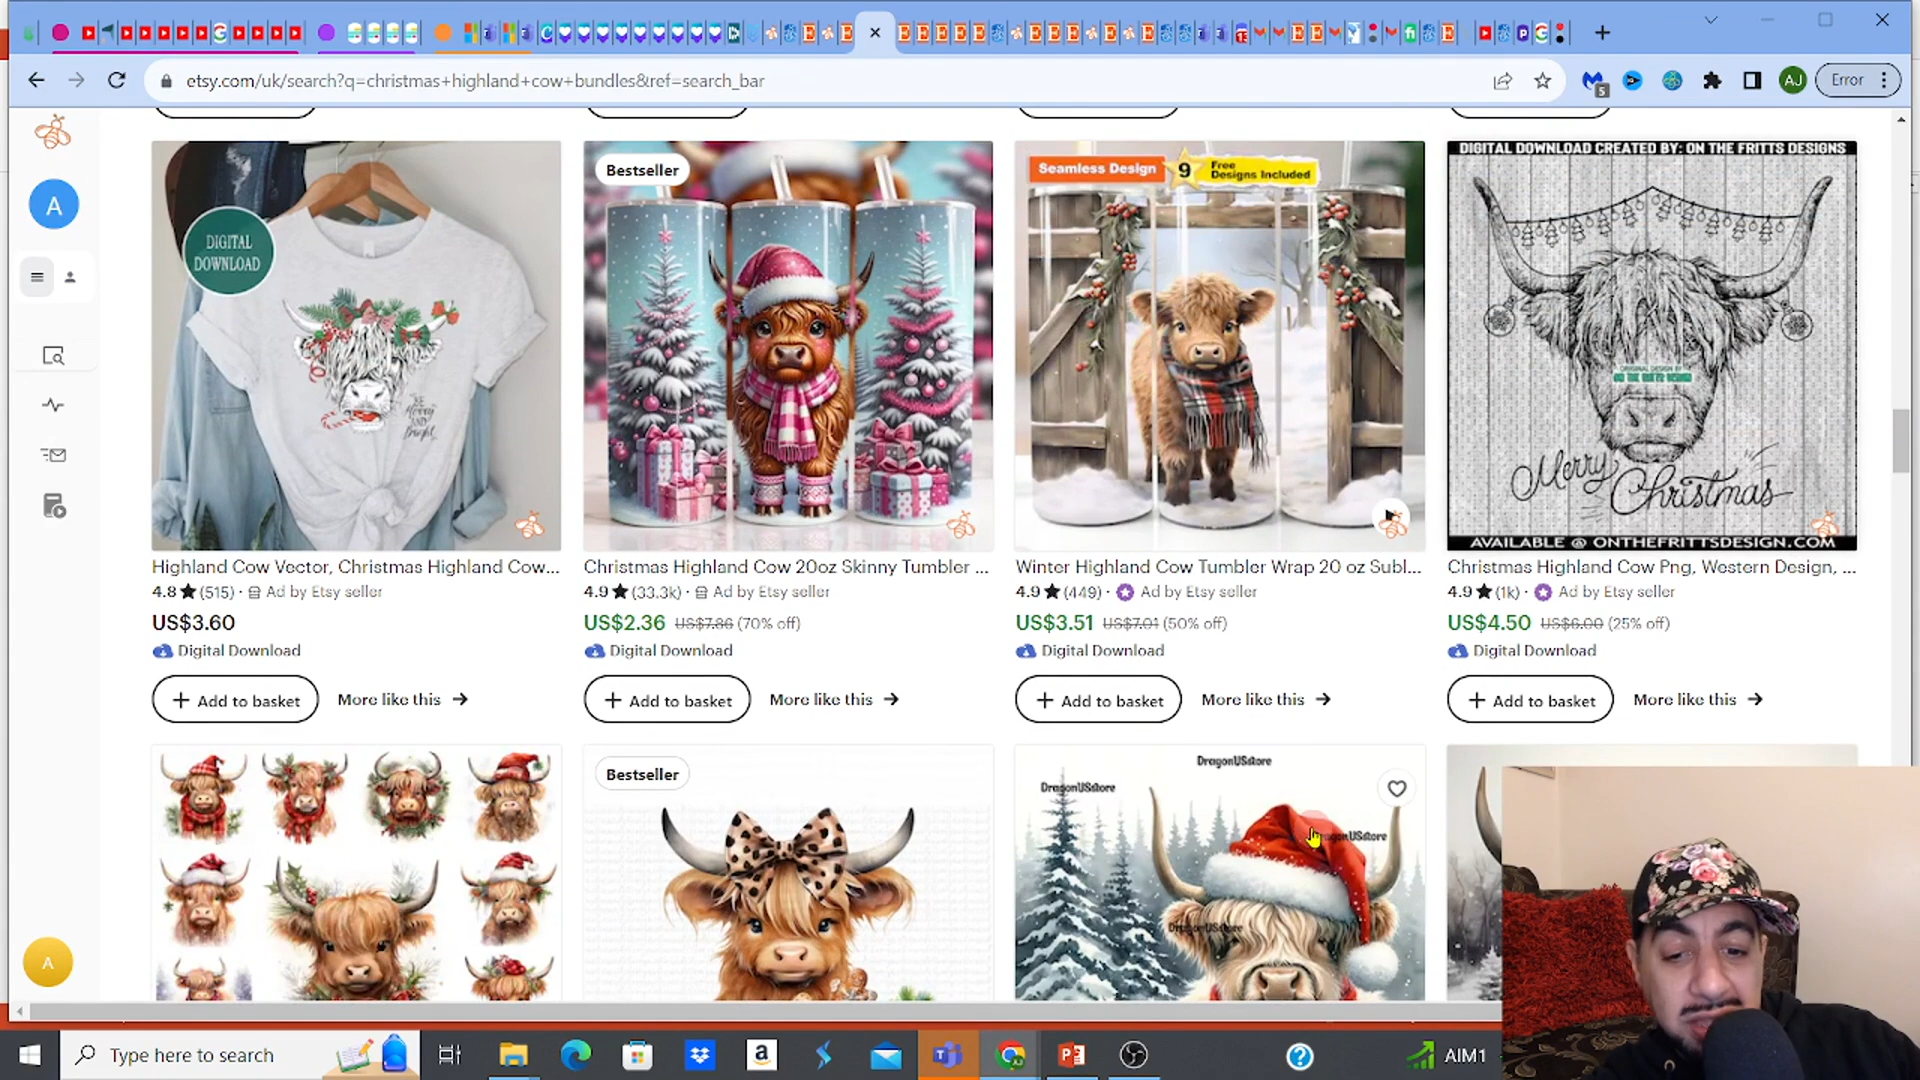 etsy.com/uk/search?q=christmas+highland+cow+bundles&ref=search_bar
5
AJ
Error
A
DIGITAL
DOWNLOAD
BE
Merry
AND
Bright
Highland Cow Vector, Christmas Highland Cow...
4.8 (515) · Ad by Etsy seller
US$3.60
Digital Download
+ Add to basket
More like this →
Bestseller
Christmas Highland Cow 20oz Skinny Tumbler ...
4.9 (33.3k) · Ad by Etsy seller
US$2.36 US$7.86 (70% off)
Digital Download
+ Add to basket
More like this →
Seamless Design
9
Free
Designs Included
Winter Highland Cow Tumbler Wrap 20 oz Subl...
4.9 (449) · Ad by Etsy seller
US$3.51 US$7.01 (50% off)
Digital Download
+ Add to basket
More like this →
DIGITAL DOWNLOAD CREATED BY: ON THE FRITTS DESIGNS
Merry
Christmas
AVAILABLE @ ONTHEFRITTSDESIGN.COM
Christmas Highland Cow Png, Western Design, ...
4.9 (1k) · Ad by Etsy seller
US$4.50 US$6.00 (25% off)
Digital Download
+ Add to basket
More like this →
Bestseller
DragonUSstore
DragonUSstore
DragonUSstore
A
Type here to search
AIM1